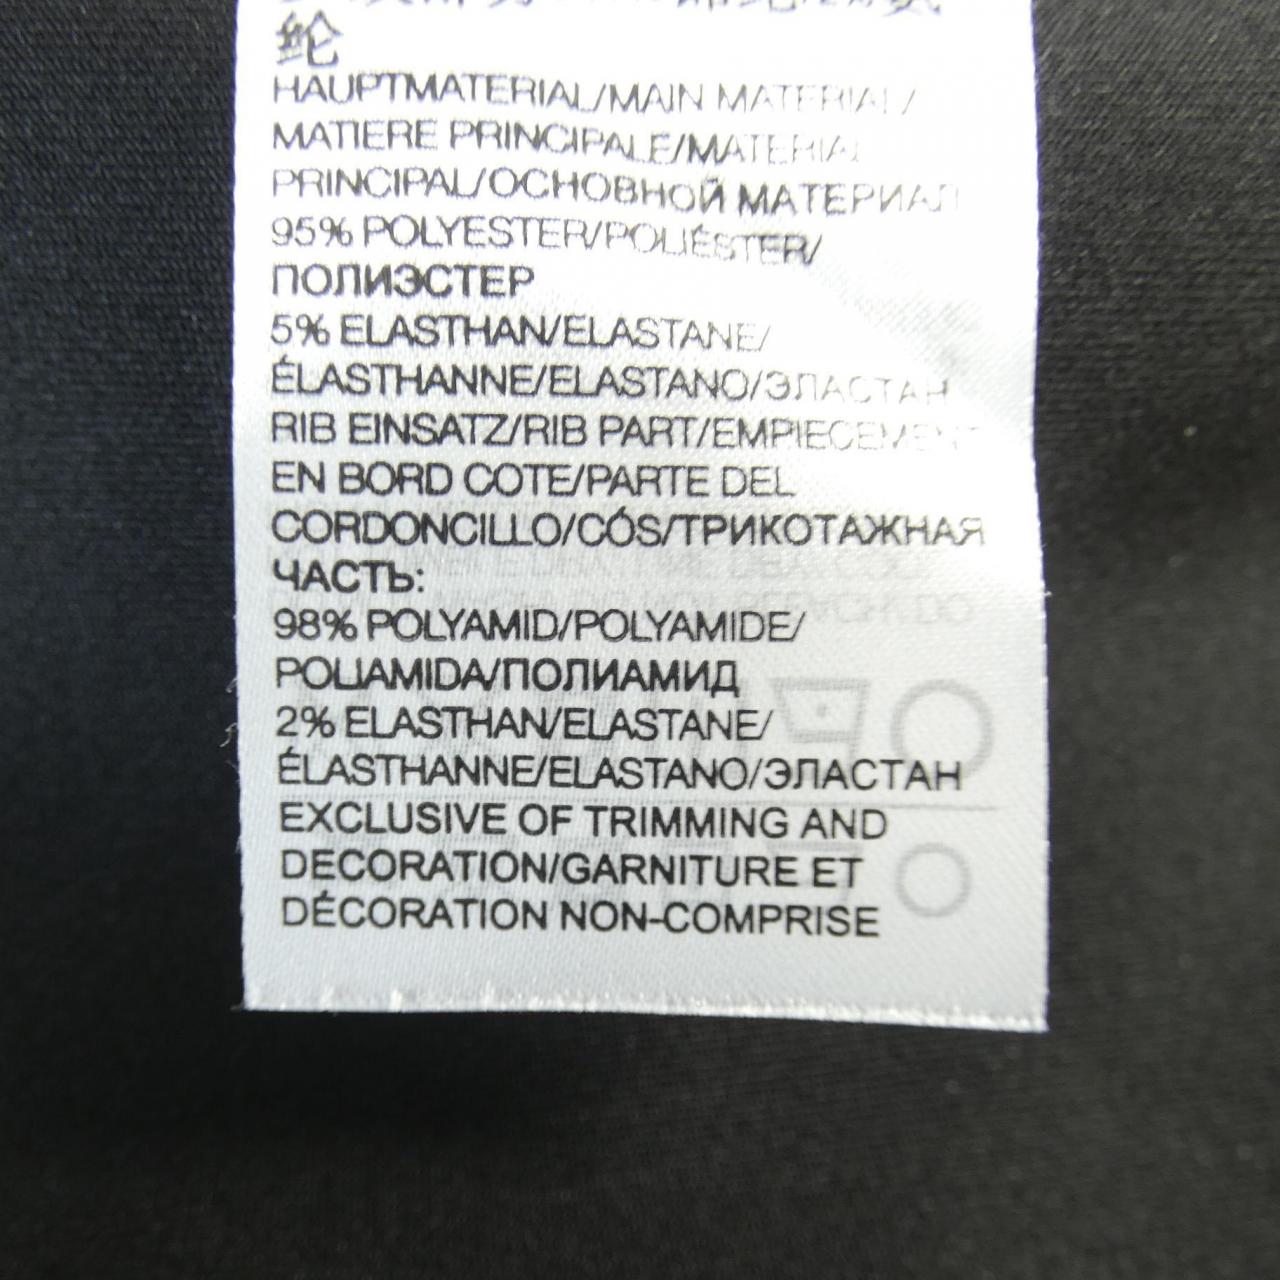 纶
HAUPTMATERIAL/MAIN MATERIAL/
MATIERE PRINCIPALE/MATERIAL
PRINCIPAL/ОСНОВНОЙ МАТЕРИАЛ
95% POLYESTER/POLIÉSTER/
ПОЛИЭСТЕР
5% ELASTHAN/ELASTANE/
ÉLASTHANNE/ELASTANO/ЭЛАСТАН
RIB EINSATZ/RIB PART/EMPIECEMENT
EN BORD COTE/PARTE DEL
CORDONCILLO/CÓS/ТРИКОТАЖНАЯ
ЧАСТЬ:
98% POLYAMID/POLYAMIDE/
POLIAMIDA/ПОЛИАМИД
2% ELASTHAN/ELASTANE/
ÉLASTHANNE/ELASTANO/ЭЛАСТАН
EXCLUSIVE OF TRIMMING AND
DECORATION/GARNITURE ET
DÉCORATION NON-COMPRISE